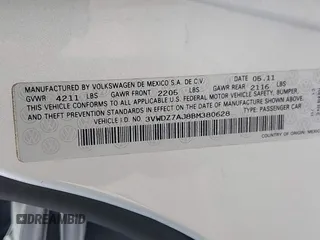 MANUFACTURED BY VOLKSWAGEN DE MEXICO S.A. DE C.V. 05.11
GVWR 4211 LBS GAWR FRONT 2206 LBS GAWR REAR 2116 LBS
THIS VEHICLE CONFORMS TO ALL APPLICABLE U.S. FEDERAL MOTOR VEHICLE SAFETY, BUMPER,
AND THEFT PREVENTION STANDARDS IN EFFECT ON THE DATE OF MANUFACTURE SHOWN ABOVE.
VEHICLE I.D. NO. 3VWDZ7AJ8BM380628 TYPE: PASSENGER CAR
DREAMBID